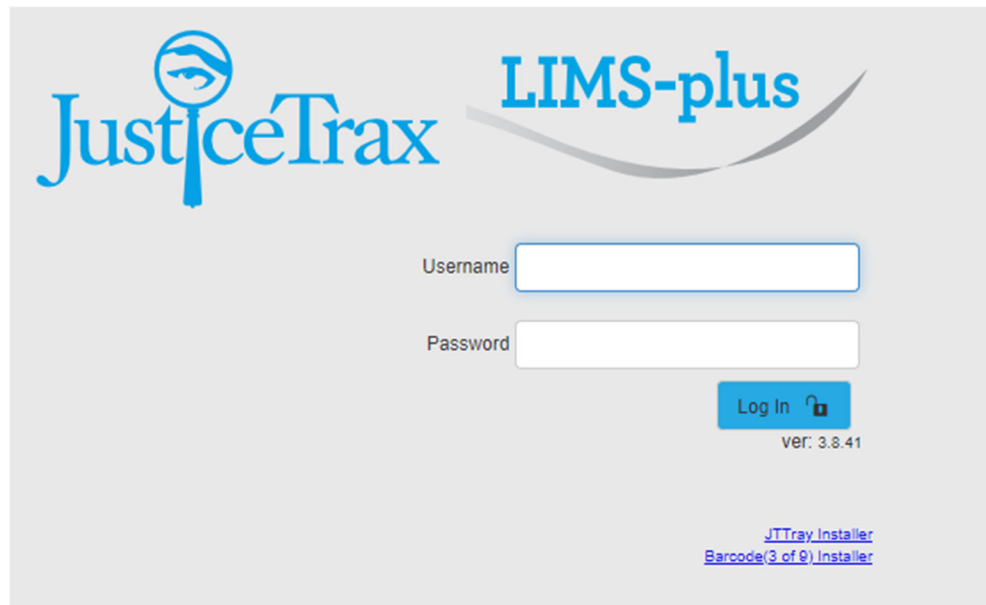 JusticeTrax
LIMS-plus
Username
Password
Log In
ver: 3.8.41
JTTray Installer
Barcode(3 of 9) Installer